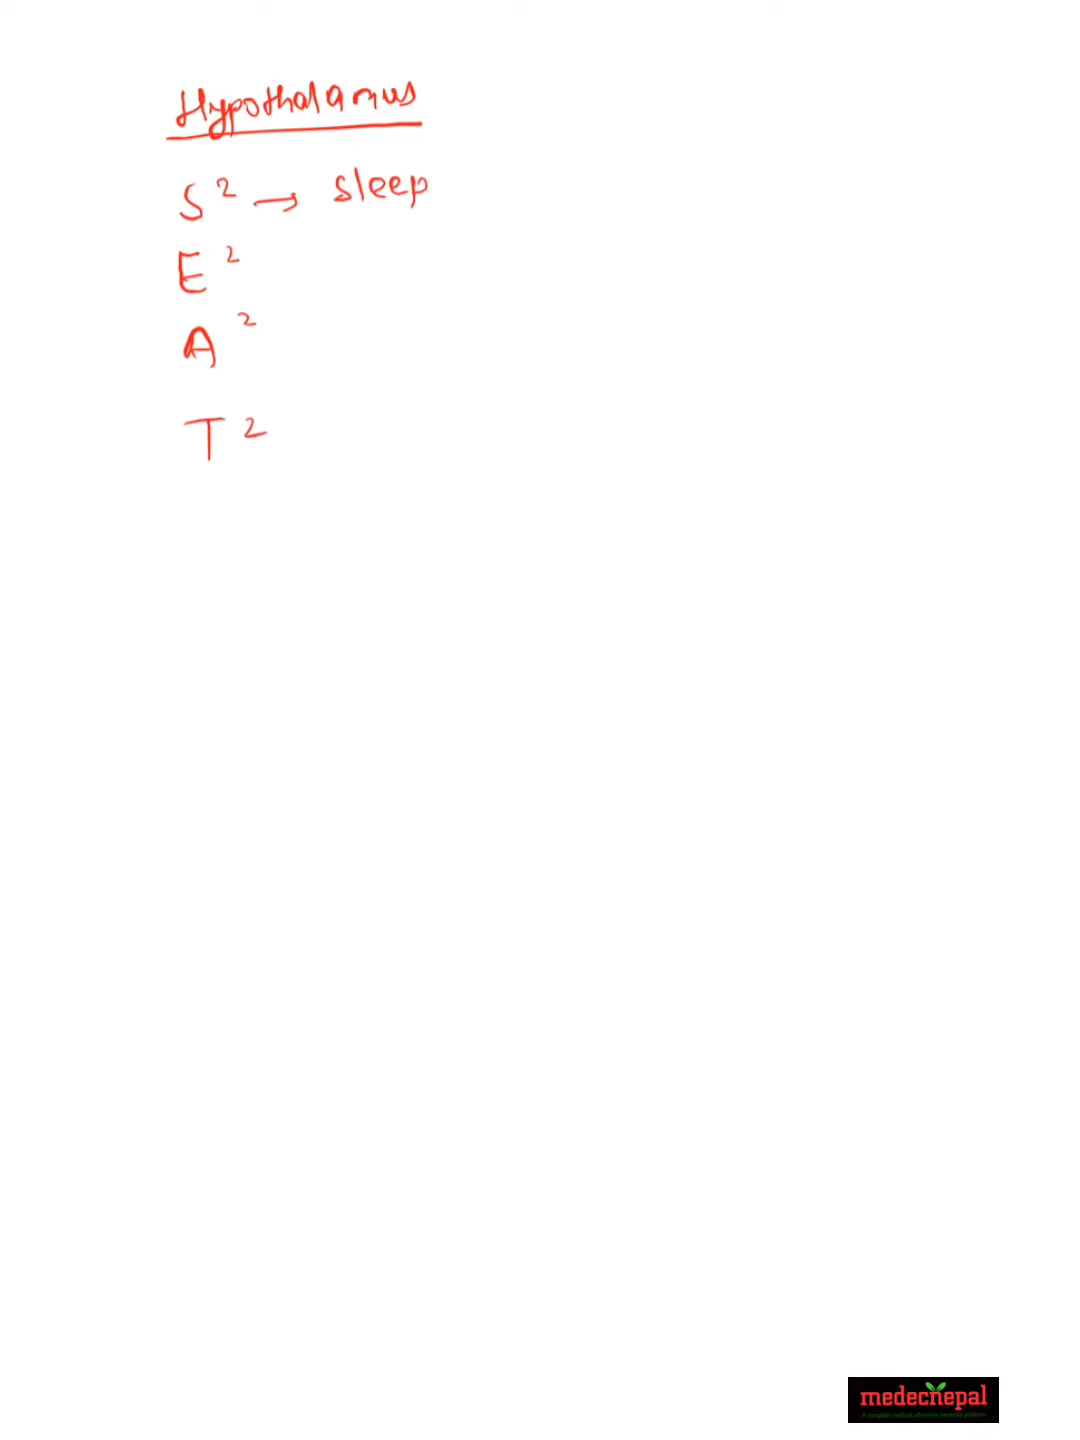 Hypothalamus
S² → sleep
E²
A²
T²
medecnepal